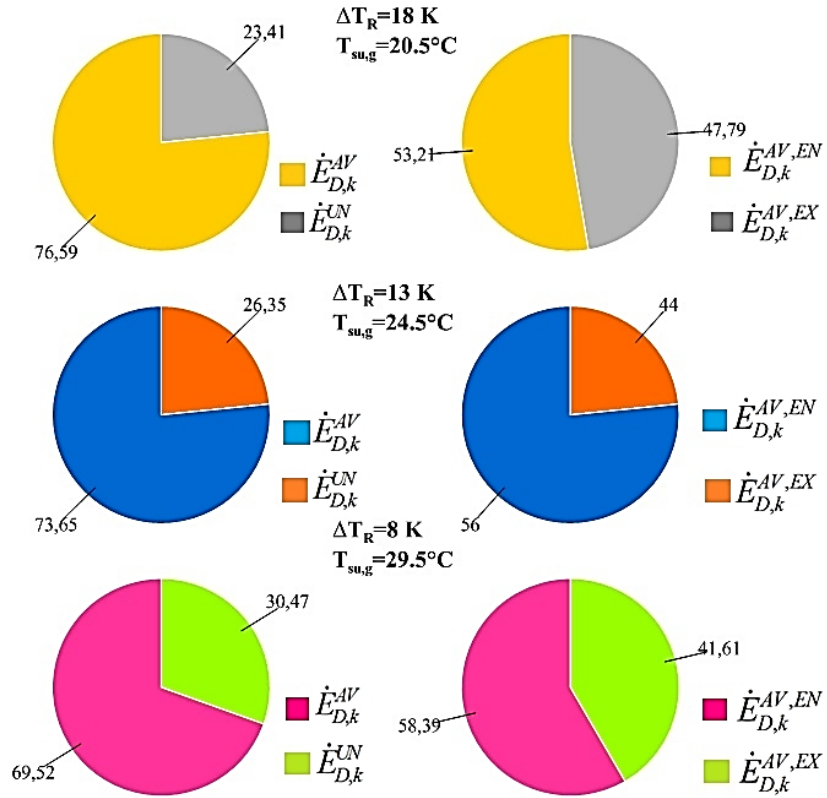 23,41
ΔT_R=18 K
T_su,g=20.5°C
47,79
53,21
Ė_D,k^AV
Ė_D,k^UN
Ė_D,k^AV,EN
Ė_D,k^AV,EX
76,59
26,35
ΔT_R=13 K
T_su,g=24.5°C
44
Ė_D,k^AV
Ė_D,k^UN
Ė_D,k^AV,EN
Ė_D,k^AV,EX
73,65
56
ΔT_R=8 K
T_su,g=29.5°C
30,47
41,61
Ė_D,k^AV
Ė_D,k^UN
58,39
Ė_D,k^AV,EN
Ė_D,k^AV,EX
69,52